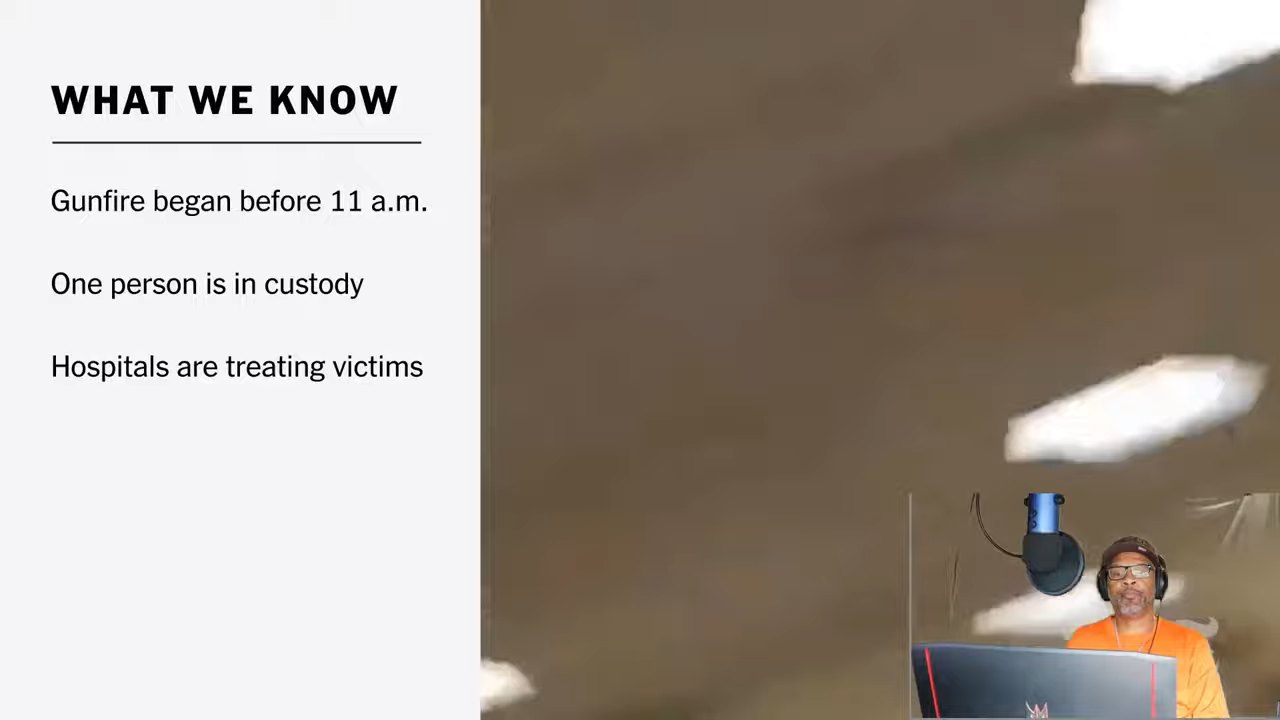 WHAT WE KNOW
Gunfire began before 11 a.m.
One person is in custody
Hospitals are treating victims